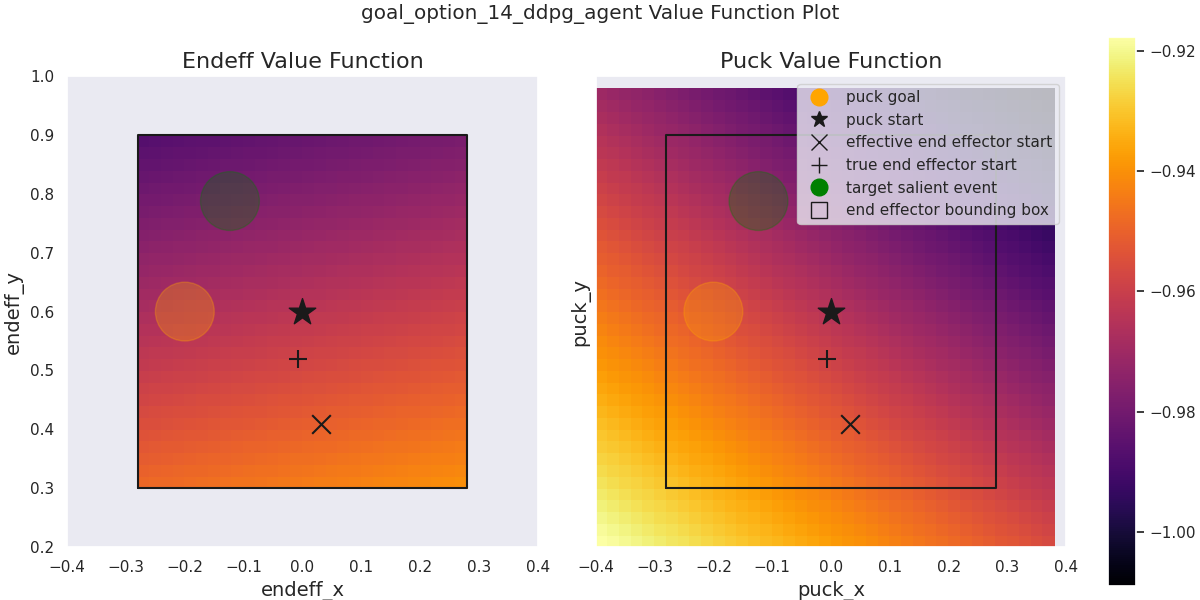 goal_option_14_ddpg_agent Value Function Plot
Endeff Value Function
1.0
0.9
0.8
0.7
0.6
0.5
0.4
0.3
0.2
endeff_y
−0.4 −0.3 −0.2 −0.1 0.0 0.1 0.2 0.3 0.4
endeff_x
Puck Value Function
puck goal
puck start
effective end effector start
true end effector start
target salient event
end effector bounding box
puck_y
−0.4 −0.3 −0.2 −0.1 0.0 0.1 0.2 0.3 0.4
puck_x
−0.92
−0.94
−0.96
−0.98
−1.00